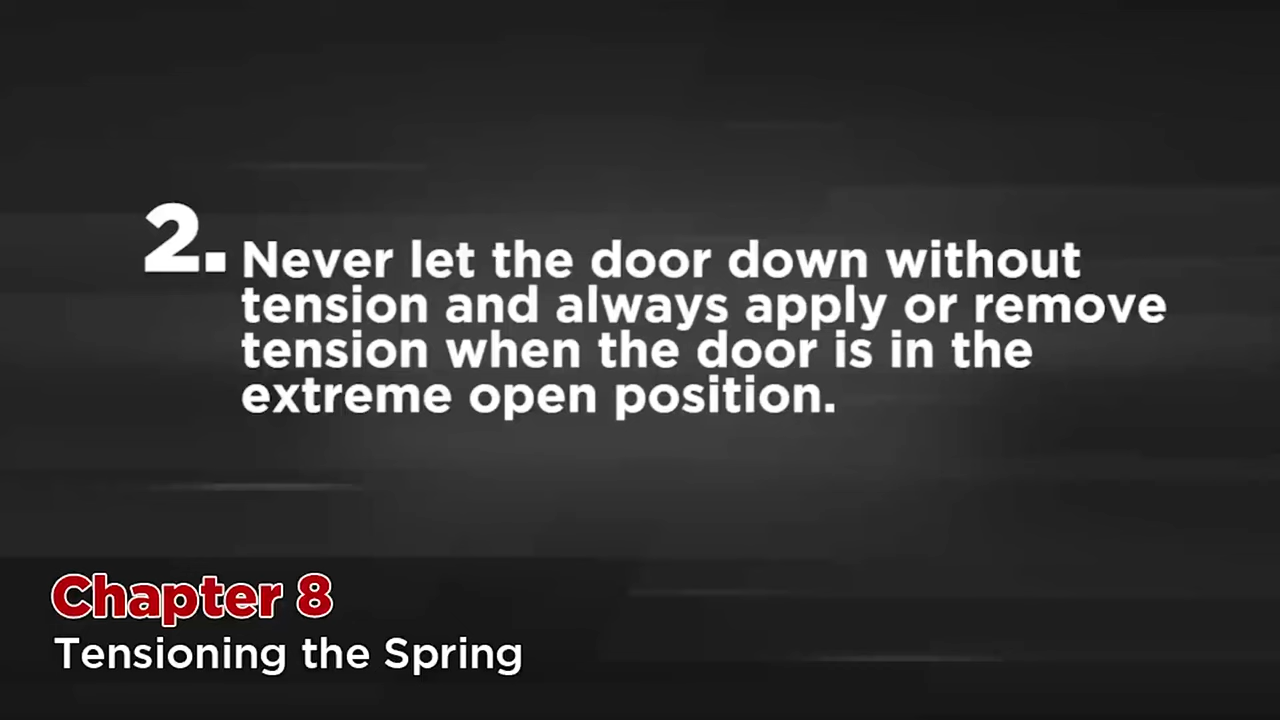 2. Never let the door down without
tension and always apply or remove
tension when the door is in the
extreme open position.
Chapter 8
Tensioning the Spring